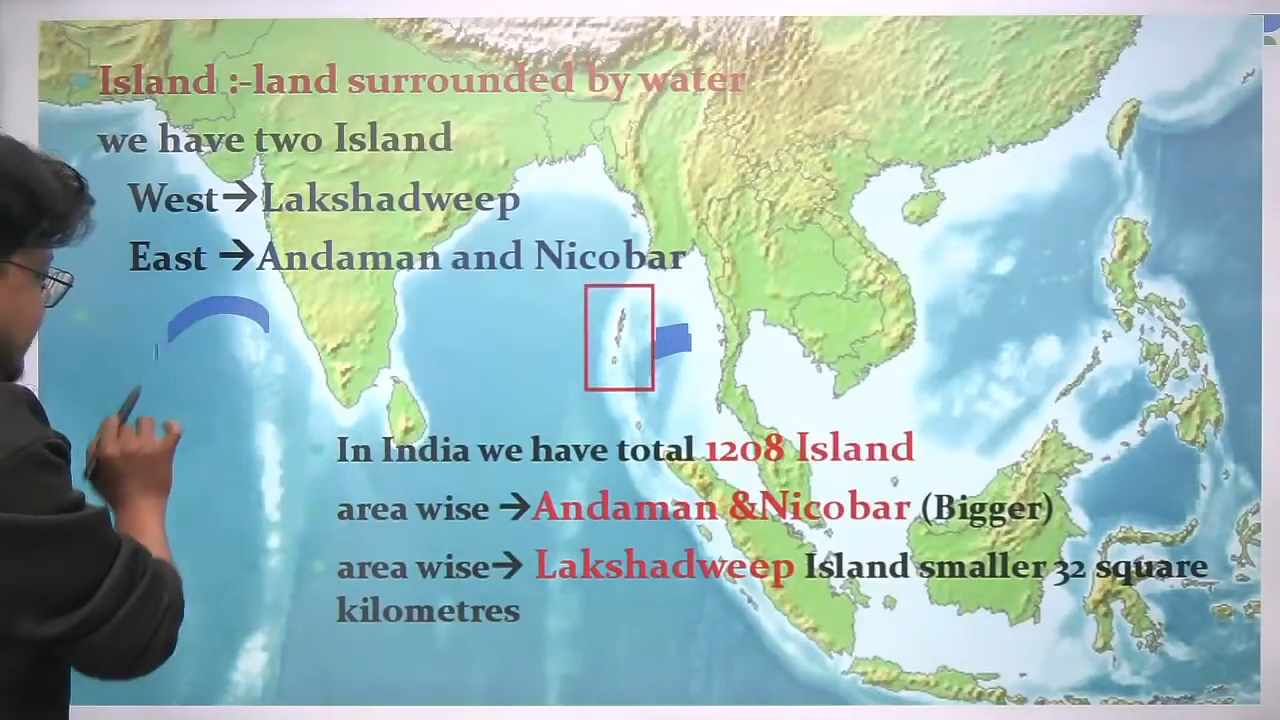 Island :-land surrounded by water
we have two Island
West→Lakshadweep
East →Andaman and Nicobar
In India we have total 1208 Island
area wise →Andaman &Nicobar (Bigger)
area wise→ Lakshadweep Island smaller 32 square
kilometres